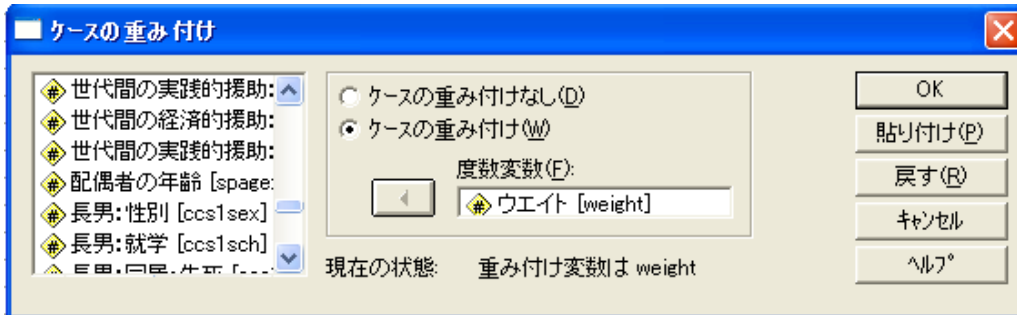 ケースの重み付け
世代間の実践的援助:
世代間の経済的援助:
世代間の実践的援助:
配偶者の年齢 [spage:
長男:性別 [ccs1sex]
長男:就学 [ccs1sch]
ケースの重み付けなし(D)
ケースの重み付け(W)
度数変数(F):
ウエイト [weight]
現在の状態: 重み付け変数は weight
OK
貼り付け(P)
戻す(R)
キャンセル
ヘルプ